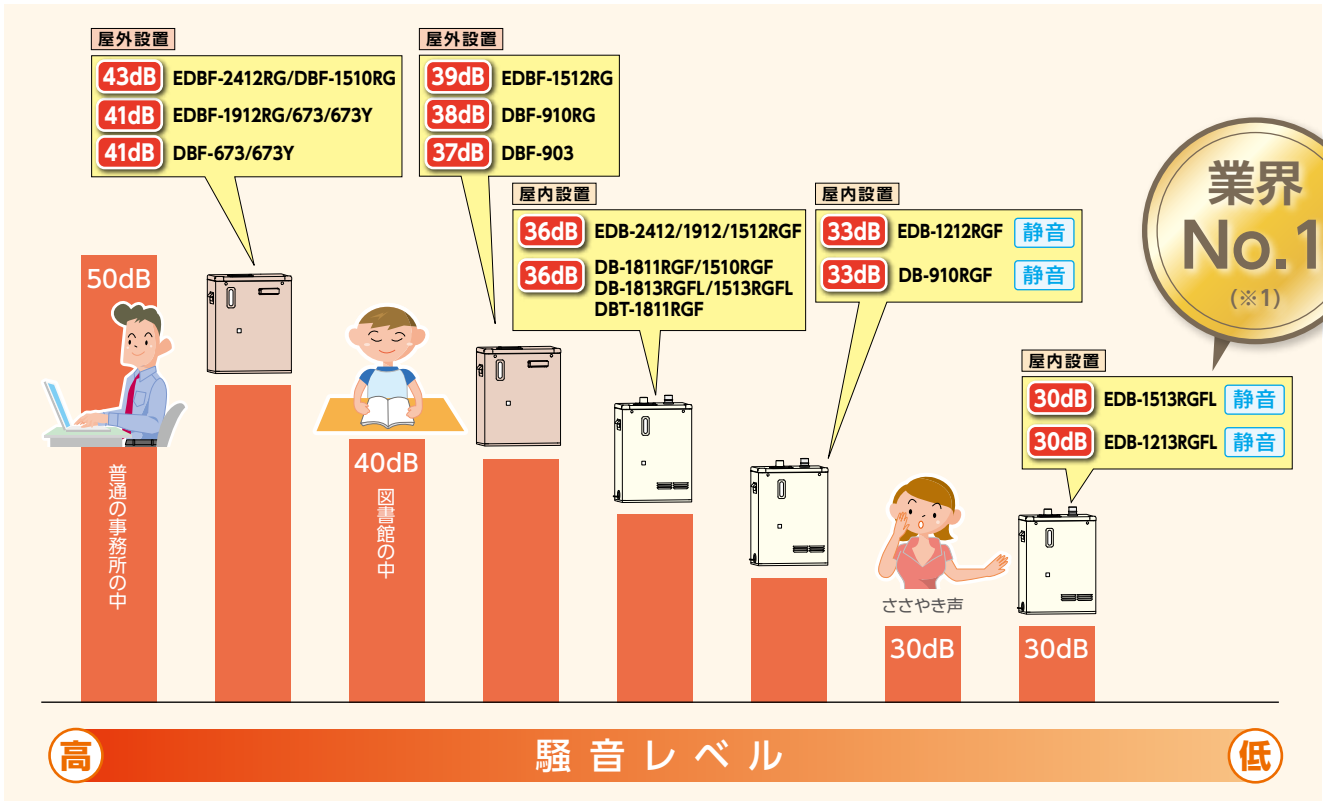 屋外設置
43dB EDBF-2412RG/DBF-1510RG
41dB EDBF-1912RG/673/673Y
41dB DBF-673/673Y
屋外設置
39dB EDBF-1512RG
38dB DBF-910RG
37dB DBF-903
屋内設置
36dB EDB-2412/1912/1512RGF
36dB DB-1811RGF/1510RGF
DB-1813RGFL/1513RGFL
DBT-1811RGF
屋内設置
33dB EDB-1212RGF 静音
33dB DB-910RGF 静音
業界
No.1
(※1)
屋内設置
30dB EDB-1513RGFL 静音
30dB EDB-1213RGFL 静音
50dB
普通の事務所の中
40dB
図書館の中
ささやき声
30dB
30dB
高 騒音レベル 低